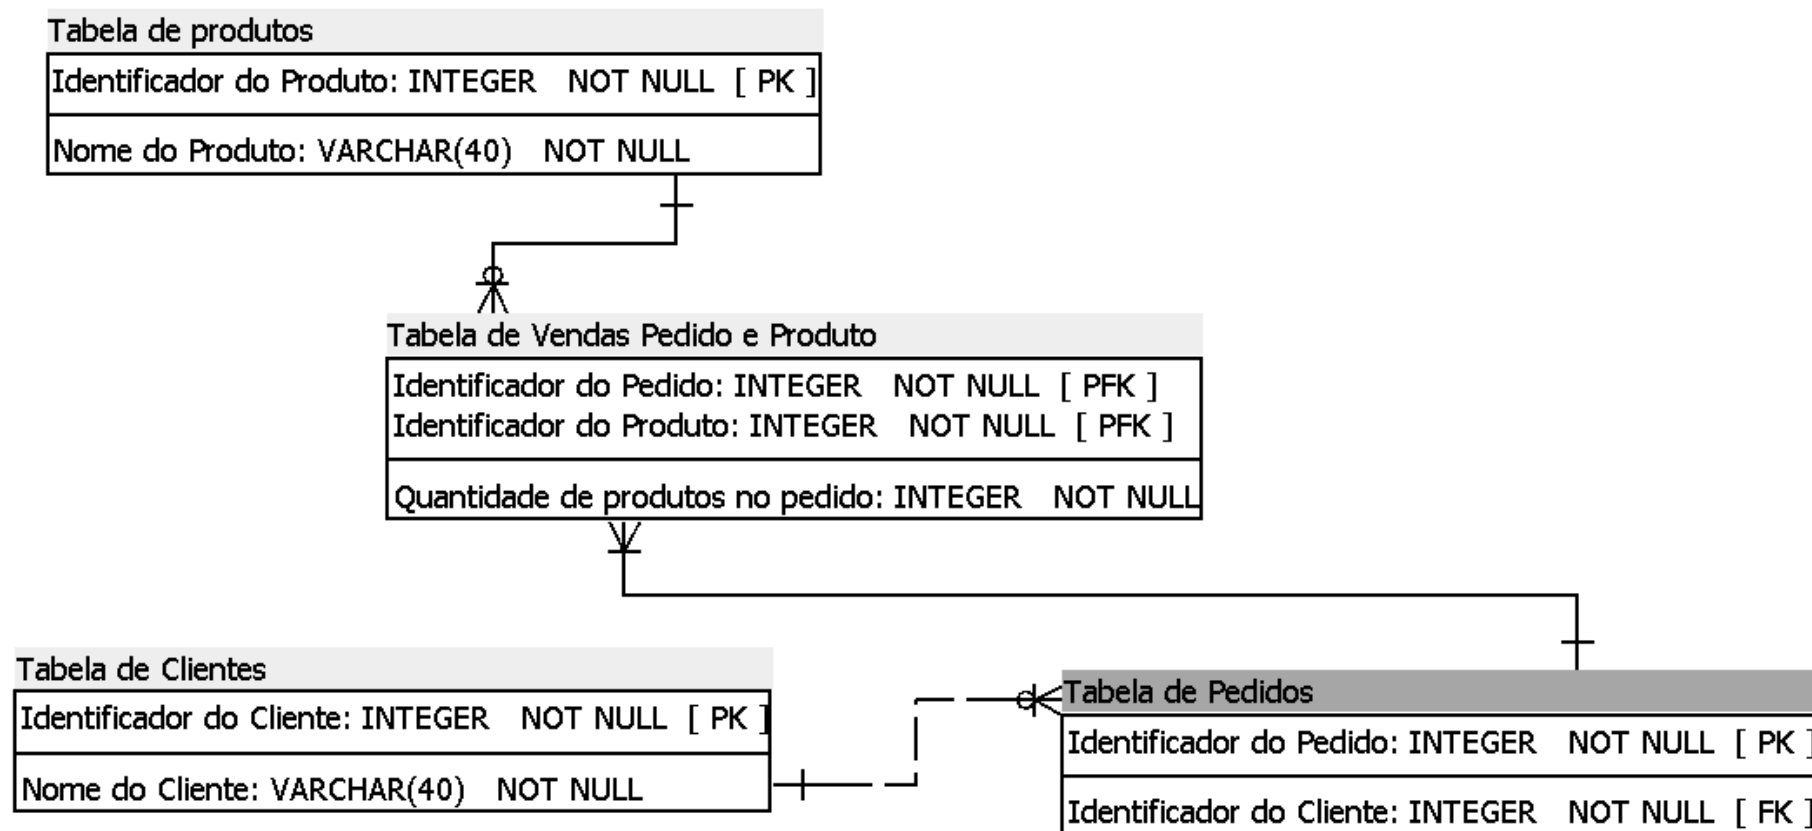 Tabela de produtos
Identificador do Produto: INTEGER NOT NULL [ PK ]
Nome do Produto: VARCHAR(40) NOT NULL
Tabela de Vendas Pedido e Produto
Identificador do Pedido: INTEGER NOT NULL [ PFK ]
Identificador do Produto: INTEGER NOT NULL [ PFK ]
Quantidade de produtos no pedido: INTEGER NOT NULL
Tabela de Clientes
Identificador do Cliente: INTEGER NOT NULL [ PK ]
Nome do Cliente: VARCHAR(40) NOT NULL
Tabela de Pedidos
Identificador do Pedido: INTEGER NOT NULL [ PK ]
Identificador do Cliente: INTEGER NOT NULL [ FK ]